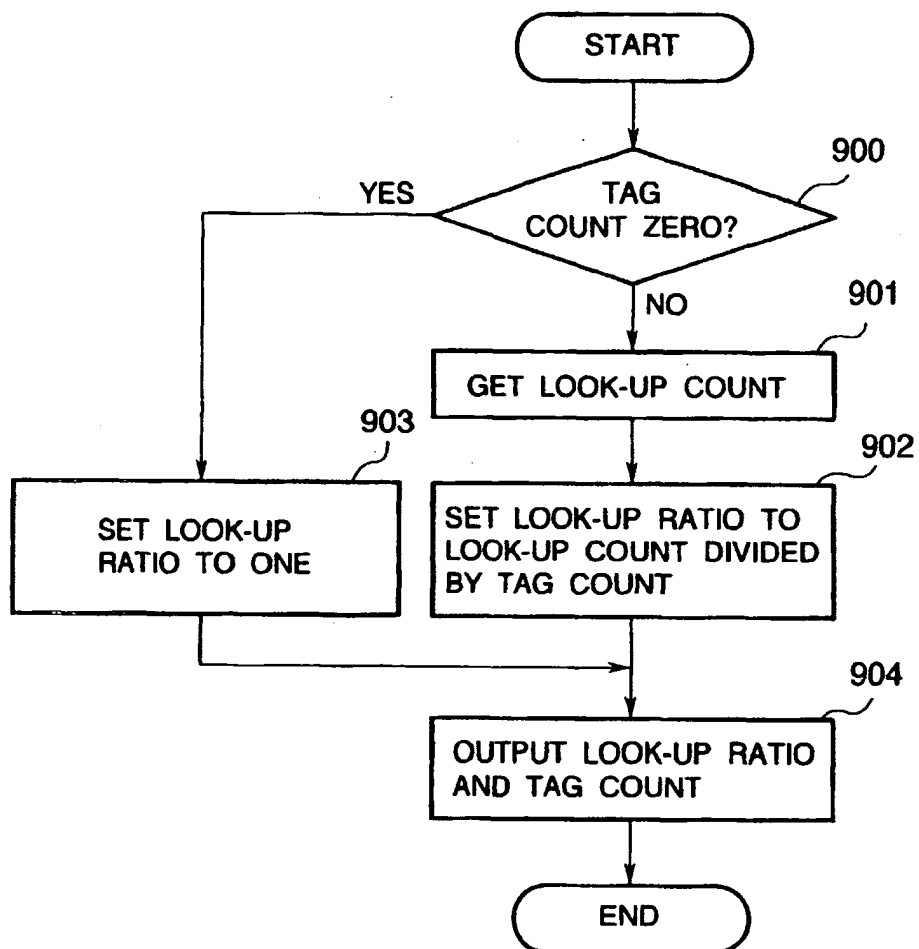 START
900
TAG
COUNT ZERO?
YES
NO
901
GET LOOK-UP COUNT
903
902
SET LOOK-UP
RATIO TO ONE
SET LOOK-UP RATIO TO
LOOK-UP COUNT DIVIDED
BY TAG COUNT
904
OUTPUT LOOK-UP RATIO
AND TAG COUNT
END